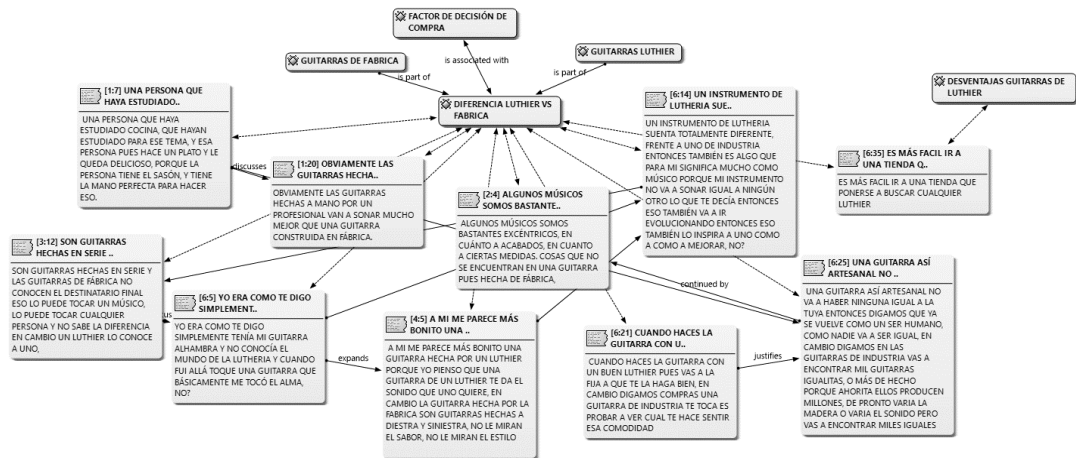 FACTOR DE DECISIÓN DE
COMPRA
GUITARRAS DE FABRICA
is associated with
GUITARRAS LUTHIER
is part of
is part of
DIFERENCIA LUTHIER VS
FABRICA
DESVENTAJAS GUITARRAS DE
LUTHIER
[1:7] UNA PERSONA QUE
HAYA ESTUDIADO..
UNA PERSONA QUE HAYA
ESTUDIADO COCINA, QUE HAYAN
ESTUDIADO PARA ESE TEMA, Y ESA
PERSONA PUES HACE UN PLATO Y LE
QUEDA DELICIOSO, PORQUE LA
PERSONA TIENE EL SASÓN, Y TIENE
LA MANO PERFECTA PARA HACER
ESO.
discusses
[1:20] OBVIAMENTE LAS
GUITARRAS HECHA..
OBVIAMENTE LAS GUITARRAS
HECHAS A MANO POR UN
PROFESIONAL VAN A SONAR MUCHO
MEJOR QUE UNA GUITARRA
CONSTRUIDA EN FÁBRICA.
[2:4] ALGUNOS MÚSICOS
SOMOS BASTANTE..
ALGUNOS MÚSICOS SOMOS
BASTANTES EXCÉNTRICOS, EN
CUÁNTO A ACABADOS, EN CUANTO
A CIERTAS MEDIDAS. COSAS QUE NO
SE ENCUENTRAN EN UNA GUITARRA
PUES HECHA DE FÁBRICA,
[6:14] UN INSTRUMENTO DE
LUTHERIA SUE..
UN INSTRUMENTO DE LUTHERIA
SUENTA TOTALMENTE DIFERENTE,
FRENTE A UNO DE INDUSTRIA
ENTONCES TAMBIÉN ES ALGO QUE
PARA MI SIGNIFICA MUCHO COMO
MÚSICO PORQUE MI INSTRUMENTO
NO VA A SONAR IGUAL A NINGÚN
OTRO LO QUE TE DECÍA ENTONCES
ESO TAMBIÉN VA A IR
EVOLUCIONANDO ENTONCES ESO
TAMBIÉN LO INSPIRA A UNO COMO
A COMO A MEJORAR, NO?
[6:35] ES MÁS FACIL IR A
UNA TIENDA Q..
ES MÁS FACIL IR A UNA TIENDA QUE
PONERSE A BUSCAR CUALQUIER
LUTHIER
[3:12] SON GUITARRAS
HECHAS EN SERIE ..
SON GUITARRAS HECHAS EN SERIE Y
LAS GUITARRAS DE FÁBRICA NO
CONOCEN EL DESTINATARIO FINAL
ESO LO PUEDE TOCAR UN MÚSICO,
LO PUEDE TOCAR CUALQUIER
PERSONA Y NO SABE LA DIFERENCIA
EN CAMBIO UN LUTHIER LO CONOCE
A UNO,
[6:5] YO ERA COMO TE DIGO
SIMPLEMENT..
YO ERA COMO TE DIGO
SIMPLEMENTE TENÍA MI GUITARRA
ALHAMBRA Y NO CONOCÍA EL
MUNDO DE LA LUTHERIA Y CUANDO
FUI ALLÁ TOQUE UNA GUITARRA QUE
BÁSICAMENTE ME TOCÓ EL ALMA,
NO?
expands
[4:5] A MI ME PARECE MÁS
BONITO UNA ..
A MI ME PARECE MÁS BONITO UNA
GUITARRA HECHA POR UN LUTHIER
PORQUE YO PIENSO QUE UNA
GUITARRA DE UN LUTHIER TE DA EL
SONIDO QUE UNO QUIERE, EN
CAMBIO LA GUITARRA HECHA POR LA
FABRICA SON GUITARRAS HECHAS A
DIESTRA Y SINIESTRA, NO LE MIRAN
EL SABOR, NO LE MIRAN EL ESTILO
continued by
[6:21] CUANDO HACES LA
GUITARRA CON U..
CUANDO HACES LA GUITARRA CON
UN BUEN LUTHIER PUES VAS A LA
FIJA A QUE TE LA HAGA BIEN, EN
CAMBIO DIGAMOS COMPRAS UNA
GUITARRA DE INDUSTRIA TE TOCA ES
PROBAR A VER CUAL TE HACE SENTIR
ESA COMODIDAD
justifies
[6:25] UNA GUITARRA ASÍ
ARTESANAL NO ..
UNA GUITARRA ASÍ ARTESANAL NO
VA A HABER NINGUNA IGUAL A LA
TUYA ENTONCES DIGAMOS QUE YA
SE VUELVE COMO UN SER HUMANO,
COMO NADIE VA A SER IGUAL, EN
CAMBIO DIGAMOS EN LAS
GUITARRAS DE INDUSTRIA VAS A
ENCONTRAR MIL GUITARRAS
IGUALITAS, O MÁS DE HECHO
PORQUE AHORITA ELLOS PRODUCEN
MILLONES, DE PRONTO VARIA LA
MADERA O VARIA EL SONIDO PERO
VAS A ENCONTRAR MILES IGUALES